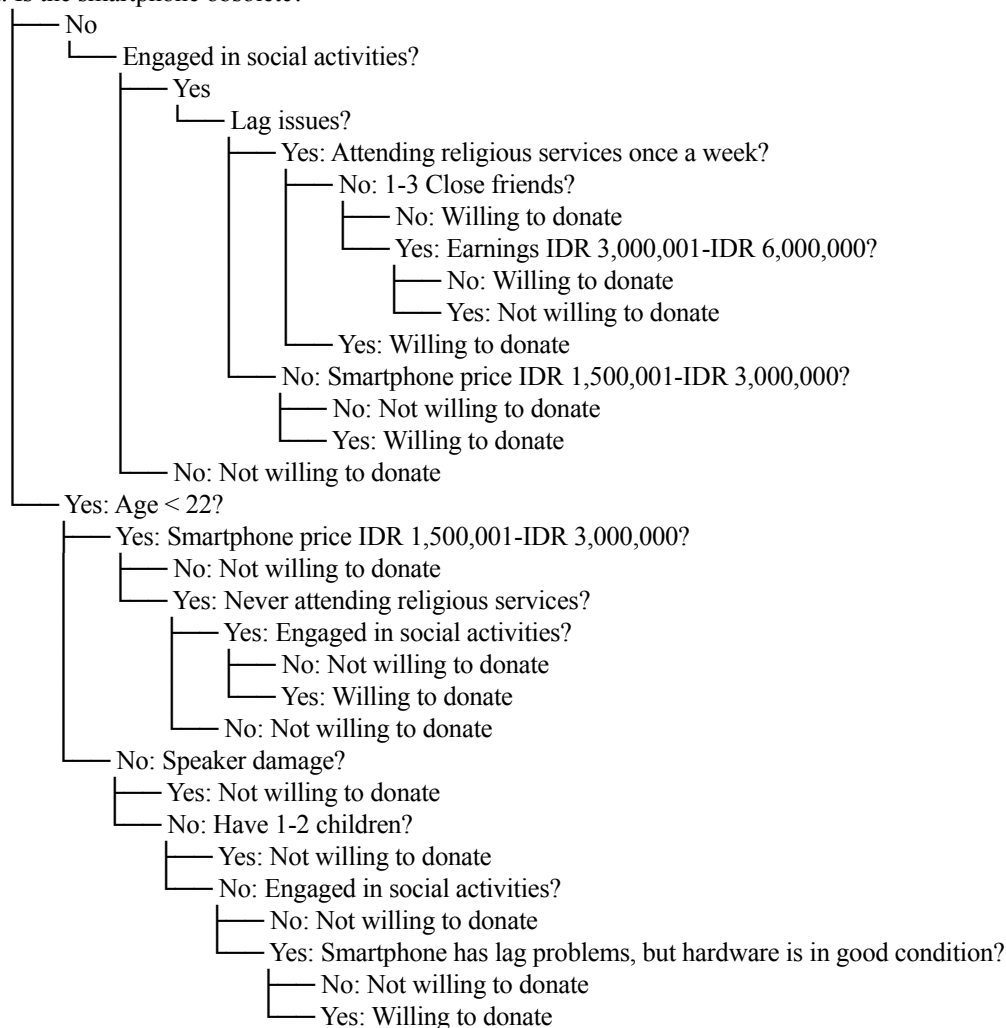 Is the smartphone obsolete?
No
Engaged in social activities?
Yes
Lag issues?
Yes: Attending religious services once a week?
No: 1-3 Close friends?
No: Willing to donate
Yes: Earnings IDR 3,000,001-IDR 6,000,000?
No: Willing to donate
Yes: Not willing to donate
Yes: Willing to donate
No: Smartphone price IDR 1,500,001-IDR 3,000,000?
No: Not willing to donate
Yes: Willing to donate
No: Not willing to donate
Yes: Age < 22?
Yes: Smartphone price IDR 1,500,001-IDR 3,000,000?
No: Not willing to donate
Yes: Never attending religious services?
Yes: Engaged in social activities?
No: Not willing to donate
Yes: Willing to donate
No: Not willing to donate
No: Speaker damage?
Yes: Not willing to donate
No: Have 1-2 children?
Yes: Not willing to donate
No: Engaged in social activities?
No: Not willing to donate
Yes: Smartphone has lag problems, but hardware is in good condition?
No: Not willing to donate
Yes: Willing to donate